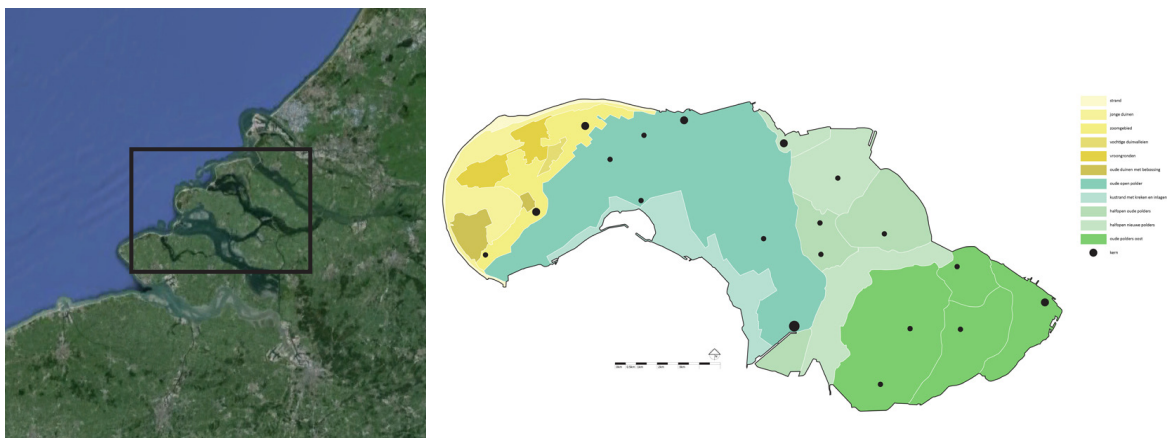 strand
jonge duinen
zoomgebied
vochtige duinvalleien
vroongronden
oude duinen met bebossing
oude open polder
kustrand met kreken en inlagen
halfopen oude polders
halfopen nieuwe polders
oude polders oost
kern